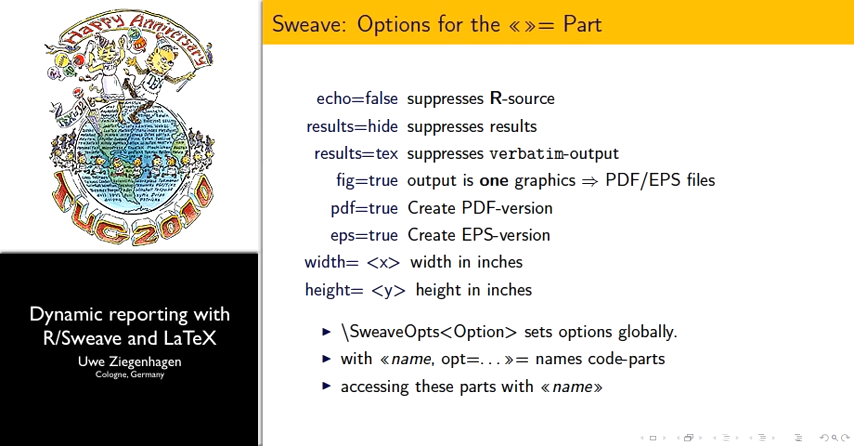 Happy Anniversary
TUG 2010
Dynamic reporting with
R/Sweave and LaTeX
Uwe Ziegenhagen
Cologne, Germany
Sweave: Options for the «»= Part
echo=false suppresses R-source
results=hide suppresses results
results=tex suppresses verbatim-output
fig=true output is one graphics ⇒ PDF/EPS files
pdf=true Create PDF-version
eps=true Create EPS-version
width= <x> width in inches
height= <y> height in inches
▶ \SweaveOpts<Option> sets options globally.
▶ with «name, opt=...»= names code-parts
▶ accessing these parts with «name»